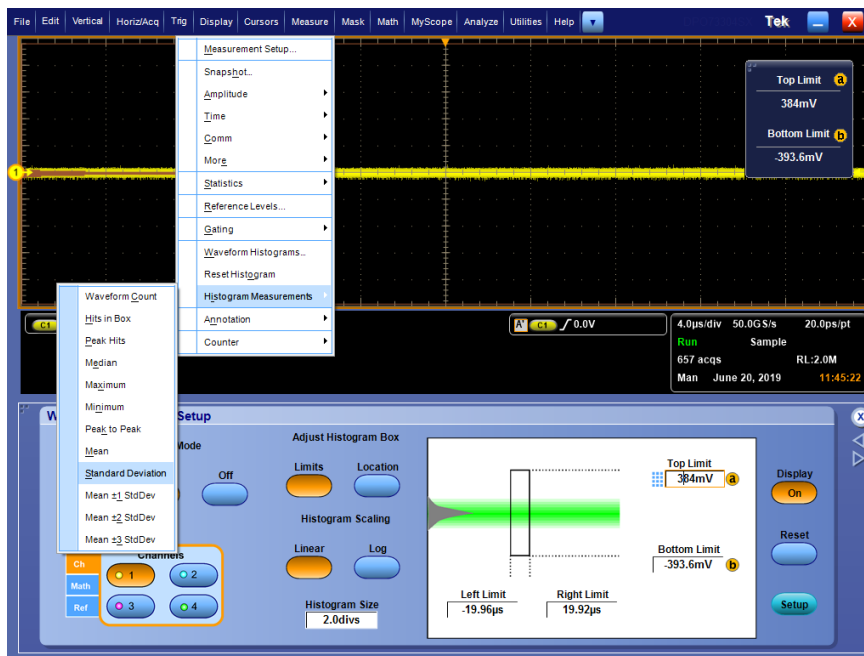 File Edit Vertical Horiz/Acq Trig Display Cursors Measure Mask Math MyScope Analyze Utilities Help Tek X
Measurement Setup...
Snapshot...
Amplitude
Time
Comm
More
Statistics
Reference Levels...
Gating
Waveform Histograms...
Reset Histogram
Histogram Measurements
Annotation
Counter
Top Limit a
384mV
Bottom Limit b
-393.6mV
1
Waveform Count
Hits in Box
Peak Hits
Median
Maximum
Minimum
Peak to Peak
Mean
Standard Deviation
Mean ±1 StdDev
Mean ±2 StdDev
Mean ±3 StdDev
C1
A' C1 0.0V
4.0µs/div 50.0GS/s 20.0ps/pt
Run Sample
657 acqs RL:2.0M
Man June 20, 2019 11:45:22
W Setup X
Mode
Off
Adjust Histogram Box
Limits Location
Histogram Scaling
Linear Log
Histogram Size
2.0divs
Top Limit
384mV a
Bottom Limit
-393.6mV b
Left Limit Right Limit
-19.96µs 19.92µs
Display
On
Reset
Setup
Channels
Ch
Math
Ref
1 2
3 4